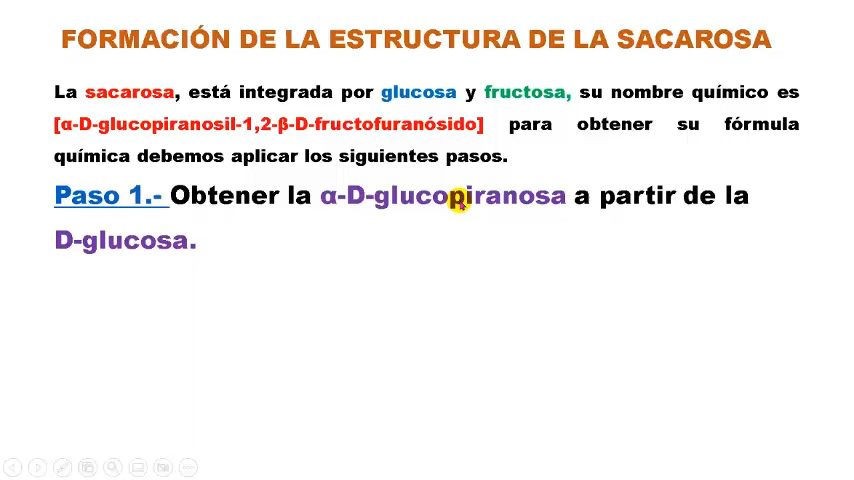 FORMACIÓN DE LA ESTRUCTURA DE LA SACAROSA
La sacarosa, está integrada por glucosa y fructosa, su nombre químico es
[α-D-glucopiranosil-1,2-β-D-fructofuranósido] para obtener su fórmula
química debemos aplicar los siguientes pasos.
Paso 1.- Obtener la α-D-glucopiranosa a partir de la
D-glucosa.